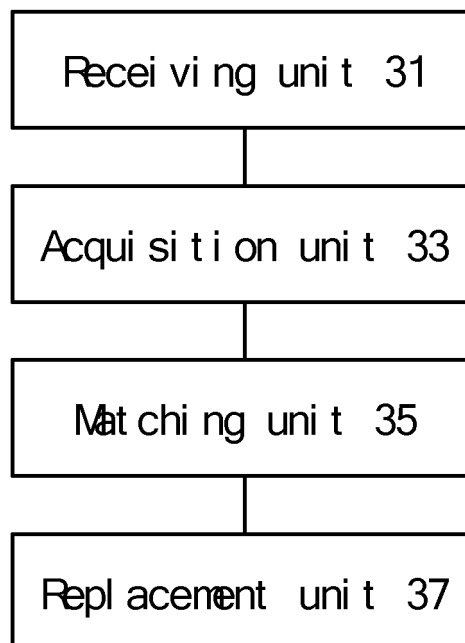 Receiving unit 31
Acquisition unit 33
Matching unit 35
Replacement unit 37